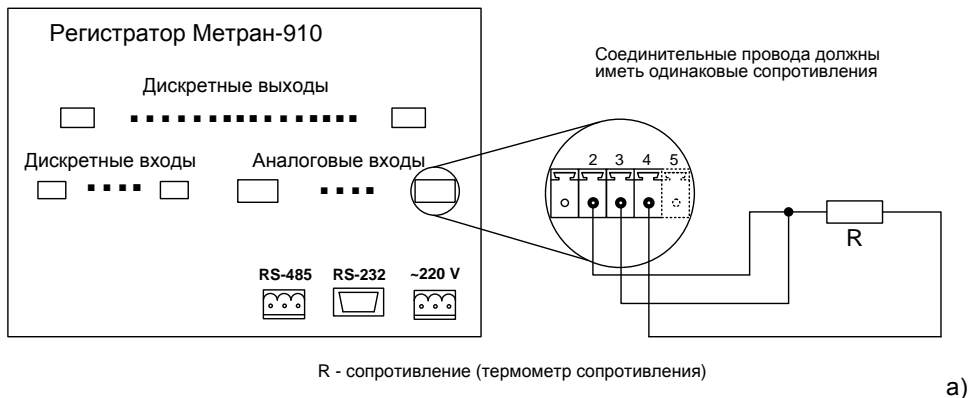 Регистратор Метран-910
Соединительные провода должны
иметь одинаковые сопротивления
Дискретные выходы
Дискретные входы
Аналоговые входы
2 3 4 5
RS-485 RS-232 ~220 V
R
R - сопротивление (термометр сопротивления)
а)